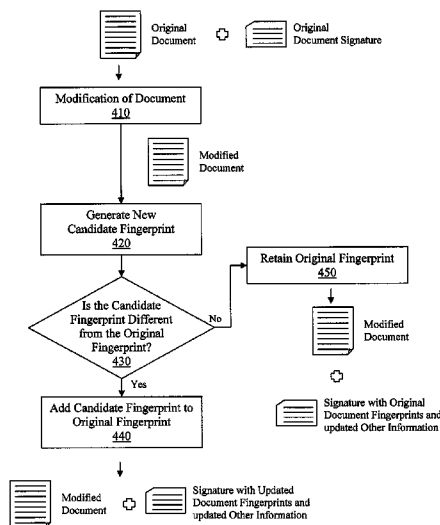 Original
Document
Original
Document Signature
Modification of Document
410
Modified
Document
Generate New
Candidate Fingerprint
420
Is the Candidate
Fingerprint Different
from the Original
Fingerprint?
430
No
Yes
Retain Original Fingerprint
450
Modified
Document
Signature with Original
Document Fingerprints and
updated Other Information
Add Candidate Fingerprint to
Original Fingerprint
440
Modified
Document
Signature with Updated
Document Fingerprints and
updated Other Information